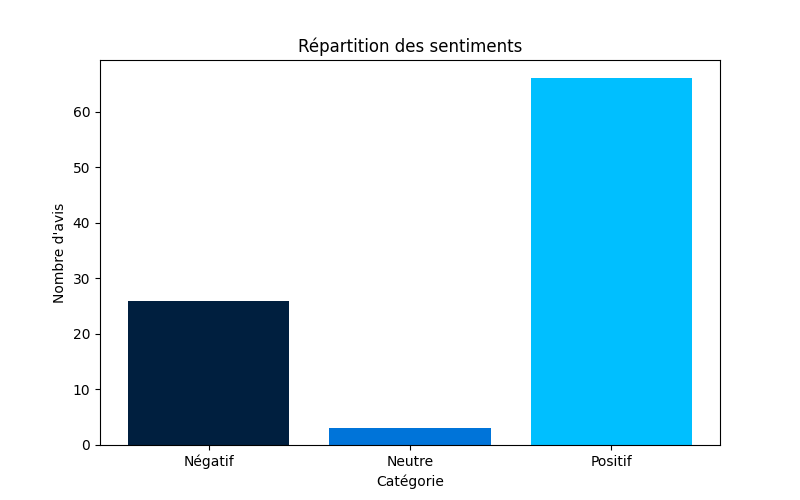 Répartition des sentiments
60
50
40
30
20
10
0
Nombre d'avis
Négatif
Neutre
Positif
Catégorie